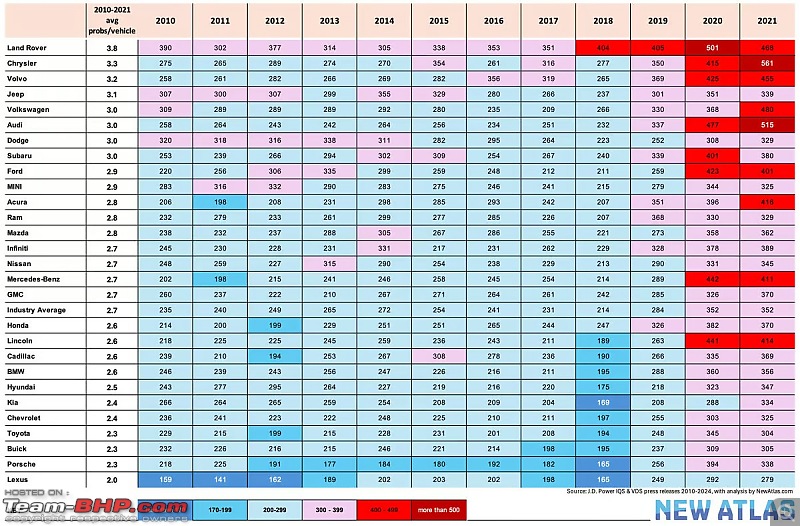 2010-2021
avg
probs/vehicle 2010 2011 2012 2013 2014 2015 2016 2017 2018 2019 2020 2021
Land Rover 3.8 390 302 377 314 305 338 353 351 404 405 501 468
Chrysler 3.3 275 265 289 274 270 354 261 316 277 350 415 561
Volvo 3.2 258 261 282 266 269 282 356 319 265 369 425 455
Jeep 3.1 307 300 307 299 355 329 280 266 237 301 351 339
Volkswagen 3.0 309 289 289 289 292 280 215 209 266 330 368 480
Audi 3.0 258 264 243 242 264 256 234 251 232 337 477 515
Dodge 3.0 320 318 316 338 311 282 295 264 223 252 308 329
Subaru 3.0 253 239 266 294 302 309 254 267 240 339 401 380
Ford 2.9 220 256 306 335 299 259 248 212 211 259 423 401
MINI 2.9 283 316 332 290 283 275 246 241 215 279 344 325
Acura 2.8 206 198 208 231 298 285 293 242 207 351 396 416
Ram 2.8 232 279 233 261 299 277 285 226 207 368 330 329
Mazda 2.8 238 232 237 288 305 267 286 255 221 273 358 362
Infiniti 2.7 245 230 228 231 331 217 231 262 229 328 378 389
Nissan 2.7 259 253 227 315 290 254 238 229 213 290 331 345
Mercedes-Benz 2.7 202 198 215 241 246 258 245 254 214 284 442 411
GMC 2.7 260 237 222 210 267 271 264 261 242 285 326 370
Industry Average 2.7 235 240 249 265 272 254 241 231 214 289 352 352
Honda 2.6 214 200 199 229 231 271 265 244 247 326 382 370
Lincoln 2.6 218 225 225 245 259 236 243 211 189 263 441 414
Cadillac 2.6 239 210 194 253 267 308 278 236 190 266 335 369
BMW 2.6 246 239 243 256 247 216 227 226 195 288 360 356
Hyundai 2.5 243 277 295 264 227 209 219 220 175 218 323 347
Kia 2.4 266 264 265 259 254 208 209 204 169 208 288 334
Chevrolet 2.4 236 241 223 222 248 225 210 211 197 255 303 325
Toyota 2.3 229 215 199 228 212 225 201 208 194 248 345 304
Buick 2.3 232 226 216 215 246 221 227 198 195 237 309 305
Porsche 2.3 218 225 191 177 184 180 192 182 165 256 394 338
Lexus 2.0 159 141 162 189 202 203 202 198 165 249 292 279
Source: J.D. Power IQS & VDS press releases 2010-2024, with analysis by NewAtlas.com
HOSTED ON
Team-BHP.com
copyright respective owners
170-199 200-299 300 - 399 400 - 499 more than 500
NEW ATLAS